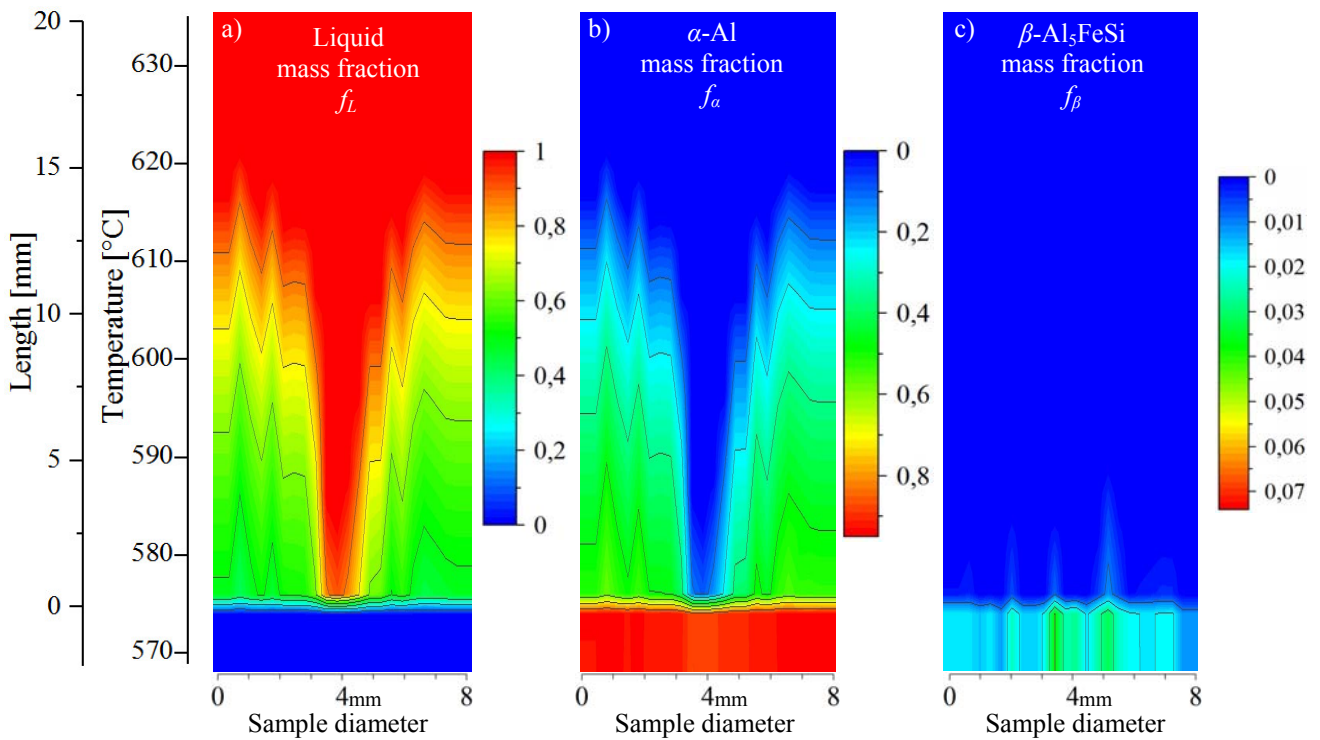 Length [mm]
20
15
10
5
0
Temperature [°C]
630
620
610
600
590
580
570
a)
Liquid
mass fraction
f_L
1
0,8
0,6
0,4
0,2
0
0
4mm
8
Sample diameter
b)
α-Al
mass fraction
f_α
0
0,2
0,4
0,6
0,8
0
4mm
8
Sample diameter
c)
β-Al₅FeSi
mass fraction
f_β
0
0,01
0,02
0,03
0,04
0,05
0,06
0,07
0
4mm
8
Sample diameter